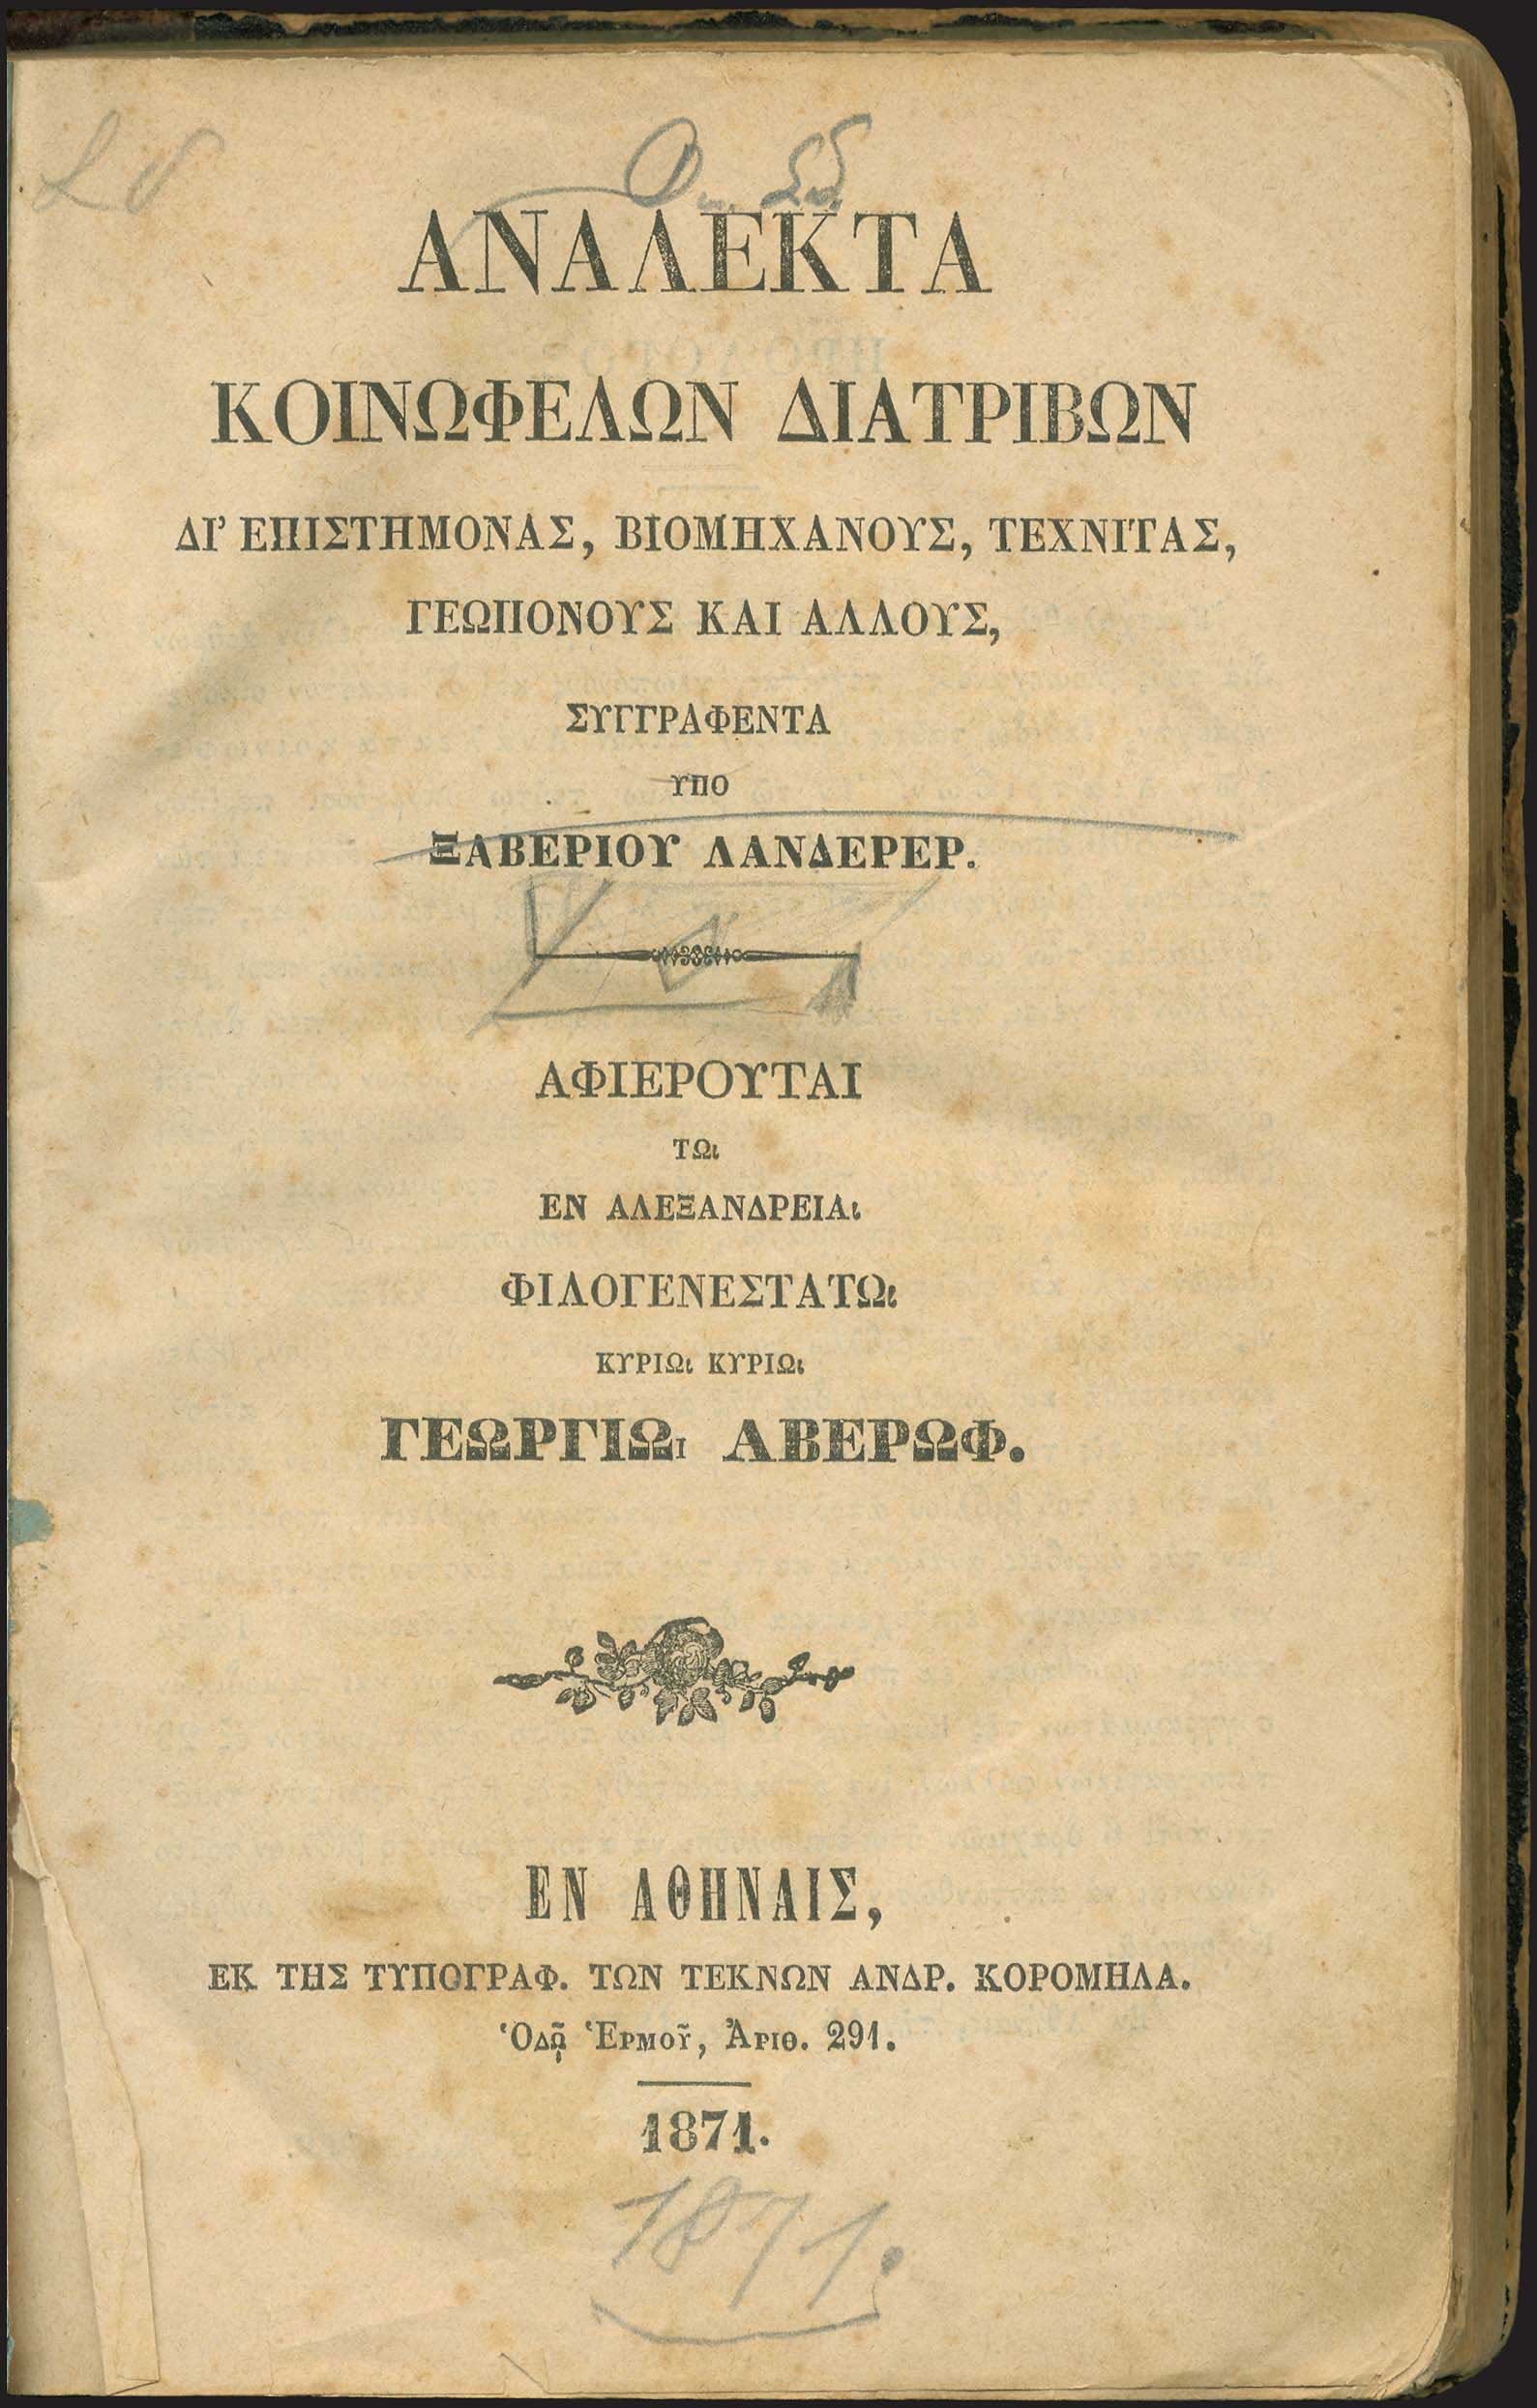 ΑΝΑΛΕΚΤΑ
ΚΟΙΝΩΦΕΛΩΝ ΔΙΑΤΡΙΒΩΝ
ΔΙ' ΕΠΙΣΤΗΜΟΝΑΣ, ΒΙΟΜΗΧΑΝΟΥΣ, ΤΕΧΝΙΤΑΣ,
ΓΕΩΠΟΝΟΥΣ ΚΑΙ ΑΛΛΟΥΣ,
ΣΥΓΓΡΑΦΕΝΤΑ
ΥΠΟ
ΞΑΒΕΡΙΟΥ ΛΑΝΔΕΡΕΡ.
ΑΦΙΕΡΟΥΤΑΙ
ΤΩι
ΕΝ ΑΛΕΞΑΝΔΡΕΙΑι
ΦΙΛΟΓΕΝΕΣΤΑΤΩι
ΚΥΡΙΩι ΚΥΡΙΩι
ΓΕΩΡΓΙΩι ΑΒΕΡΩΦ.
ΕΝ ΑΘΗΝΑΙΣ,
ΕΚ ΤΗΣ ΤΥΠΟΓΡΑΦ. ΤΩΝ ΤΕΚΝΩΝ ΑΝΔΡ. ΚΟΡΟΜΗΛΑ.
Ὁδῷ Ἑρμοῦ, Ἀριθ. 291.
1871.
1871.